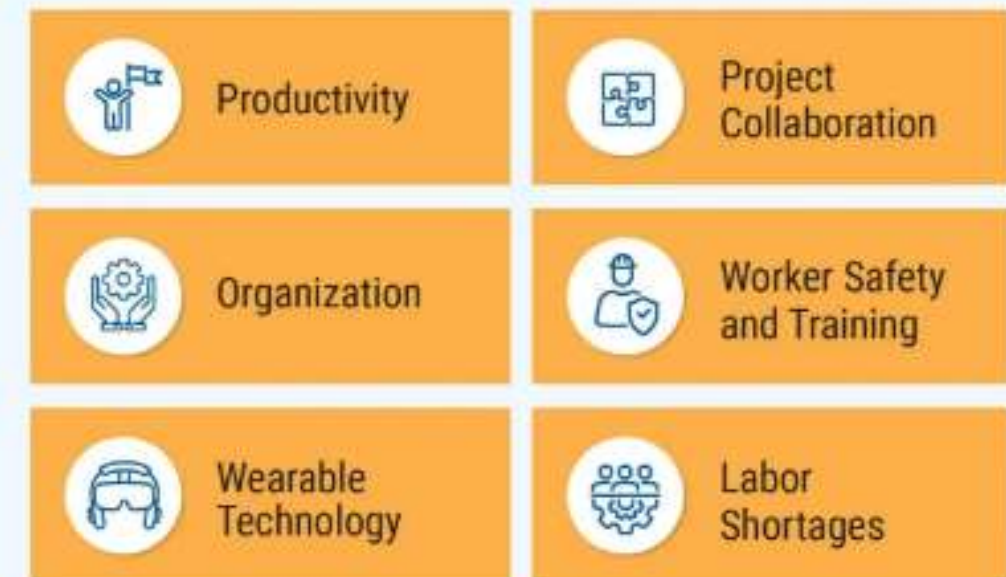 Productivity
Project
Collaboration
Organization
Worker Safety
and Training
Wearable
Technology
Labor
Shortages